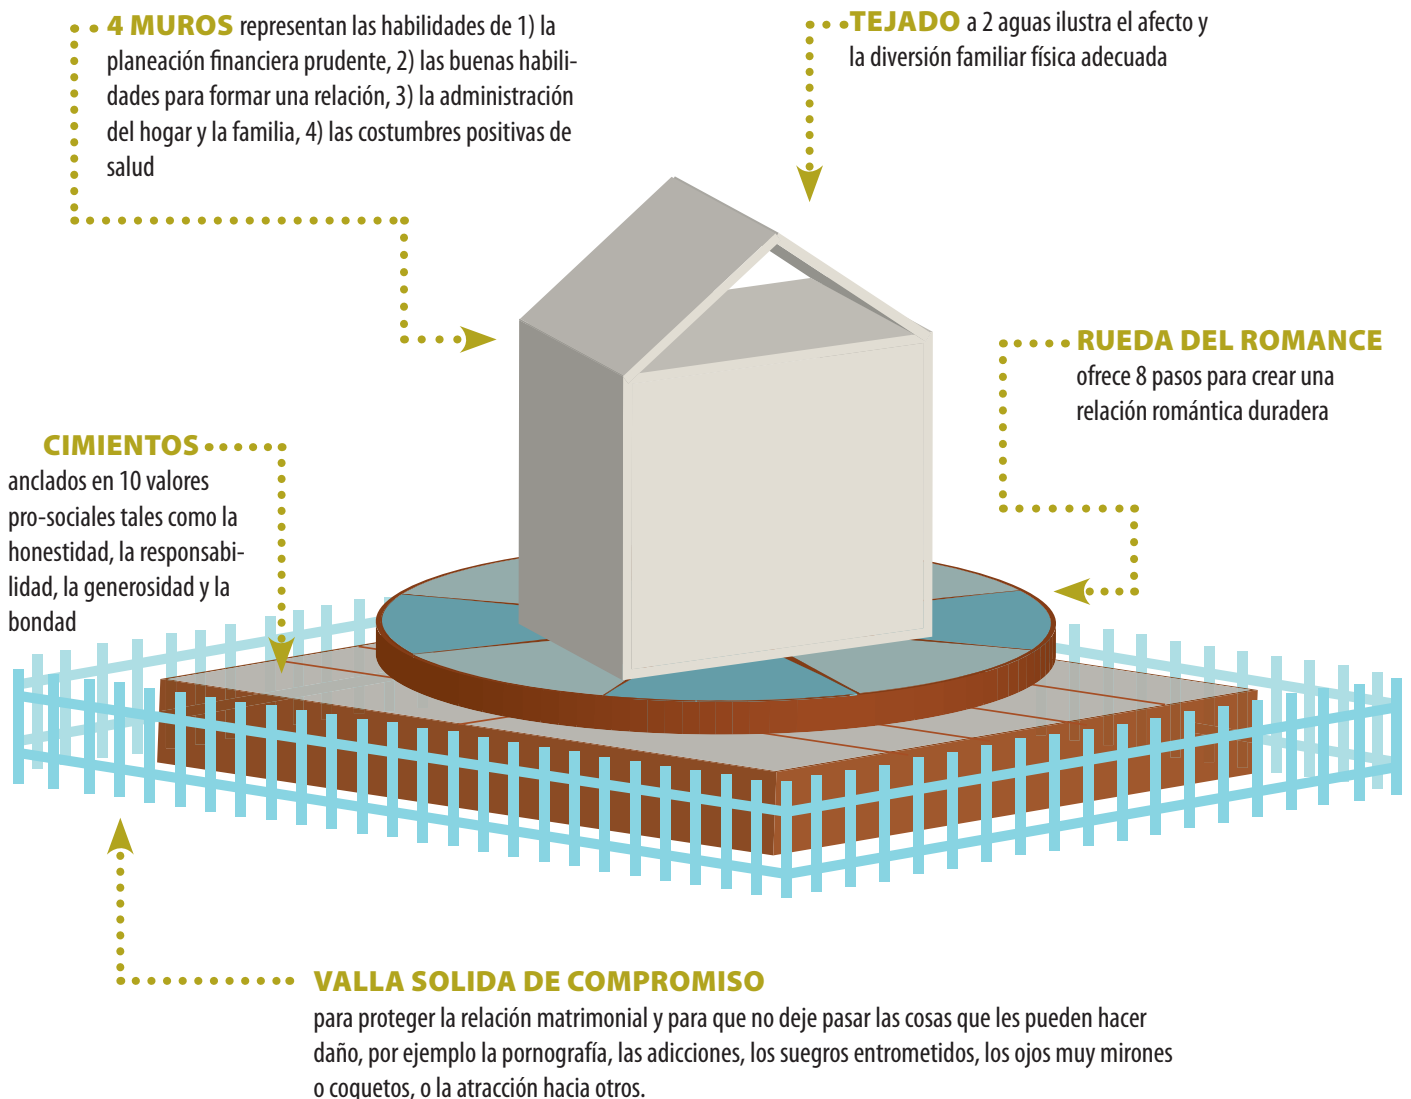 4 MUROS representan las habilidades de 1) la
planeación financiera prudente, 2) las buenas habili-
dades para formar una relación, 3) la administración
del hogar y la familia, 4) las costumbres positivas de
salud
TEJADO a 2 aguas ilustra el afecto y
la diversión familiar física adecuada
RUEDA DEL ROMANCE
ofrece 8 pasos para crear una
relación romántica duradera
CIMIENTOS
anclados en 10 valores
pro-sociales tales como la
honestidad, la responsabi-
lidad, la generosidad y la
bondad
VALLA SOLIDA DE COMPROMISO
para proteger la relación matrimonial y para que no deje pasar las cosas que les pueden hacer
daño, por ejemplo la pornografía, las adicciones, los suegros entrometidos, los ojos muy mirones
o coquetos, o la atracción hacia otros.